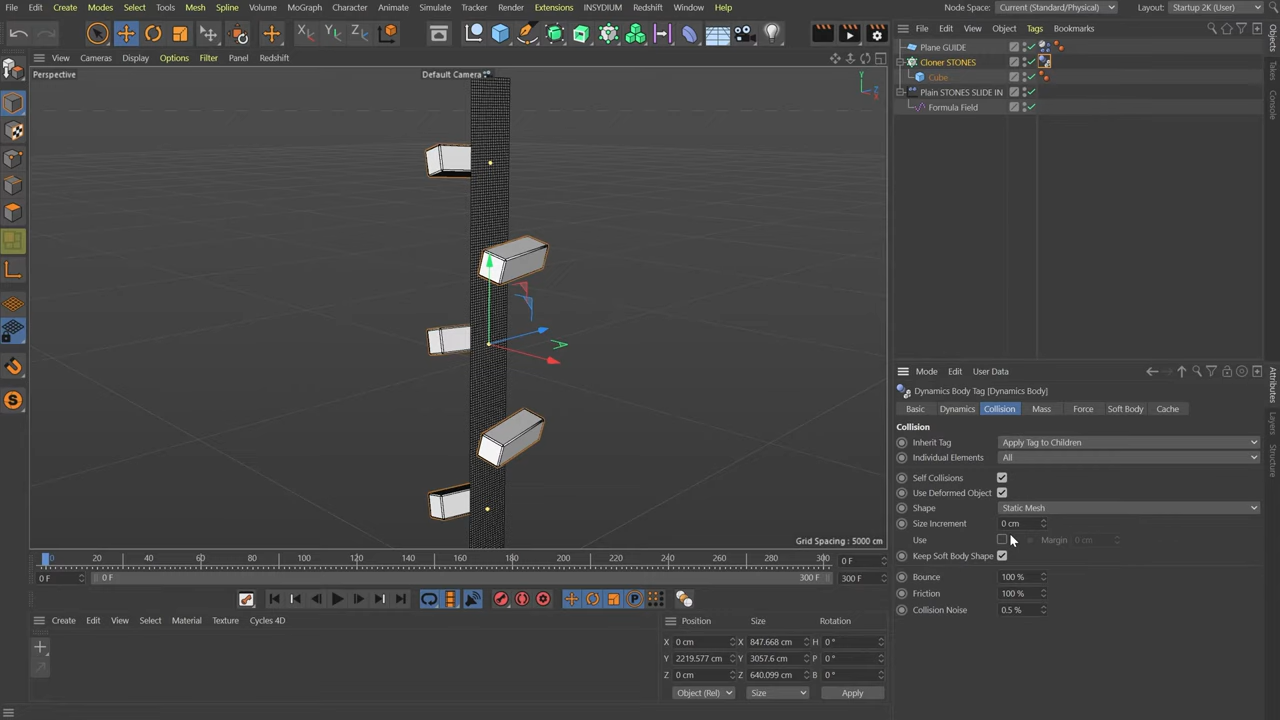 File Edit Create Modes Select Tools Mesh Spline Volume MoGraph Character Animate Simulate Tracker Render Extensions INSYDIUM Redshift Window Help Node Space: Current (Standard/Physical) Layout: Startup 2K (User)
X Y Z
View Cameras Display Options Filter Panel Redshift
File Edit View Object Tags Bookmarks
Perspective
Default Camera
Y
X
Z
Plane GUIDE
Cloner STONES
Cube
Plain STONES SLIDE IN
Formula Field
Objects
Takes
Console
Grid Spacing : 5000 cm
Mode Edit User Data
Dynamics Body Tag [Dynamics Body]
Basic Dynamics Collision Mass Force Soft Body Cache
Collision
Inherit Tag Apply Tag to Children
Individual Elements All
Self Collisions
Use Deformed Object
Shape Static Mesh
Size Increment 0 cm
Use Margin 0 cm
Keep Soft Body Shape
Bounce 100 %
Friction 100 %
Collision Noise 0.5 %
Attributes
Layers
Structure
0 20 40 60 80 100 120 140 160 180 200 220 240 260 280 300 0 F
0 F 0 F 300 F 300 F
Create Edit View Select Material Texture Cycles 4D
Position Size Rotation
X 0 cm X 847.668 cm H 0 °
Y 2219.577 cm Y 3057.6 cm P 0 °
Z 0 cm Z 640.099 cm B 0 °
Object (Rel) Size Apply